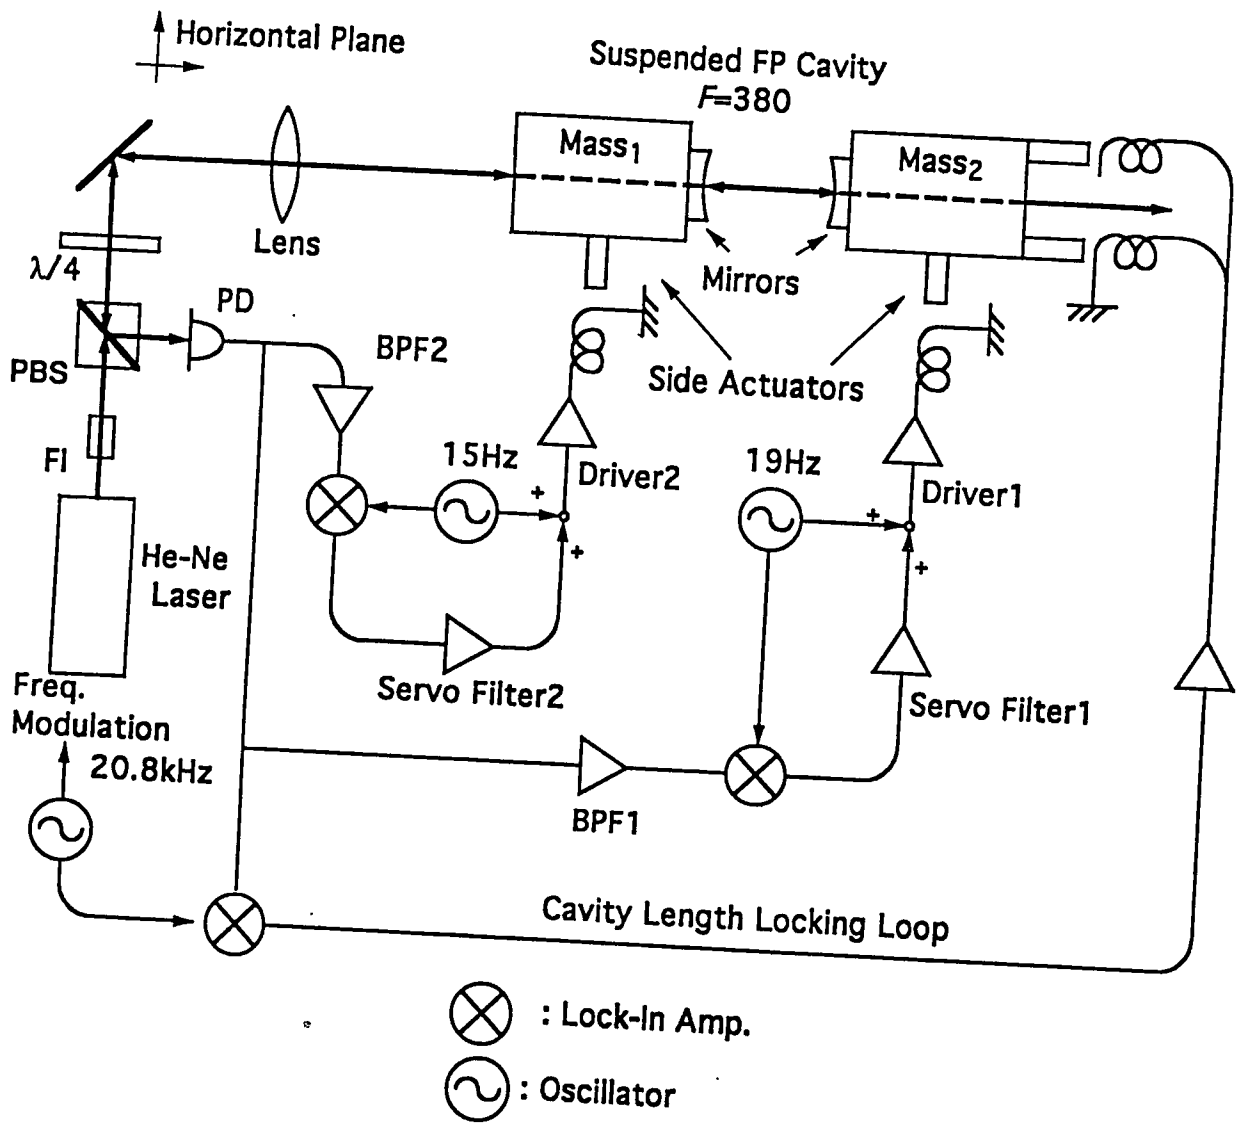 Horizontal Plane
Suspended FP Cavity
F=380
Mass1
Mass2
Lens
Mirrors
λ/4
PD
PBS
BPF2
Side Actuators
FI
15Hz
+
Driver2
+
19Hz
+
Driver1
+
He-Ne
Laser
Servo Filter2
Servo Filter1
Freq.
Modulation
20.8kHz
BPF1
Cavity Length Locking Loop
: Lock-In Amp.
: Oscillator